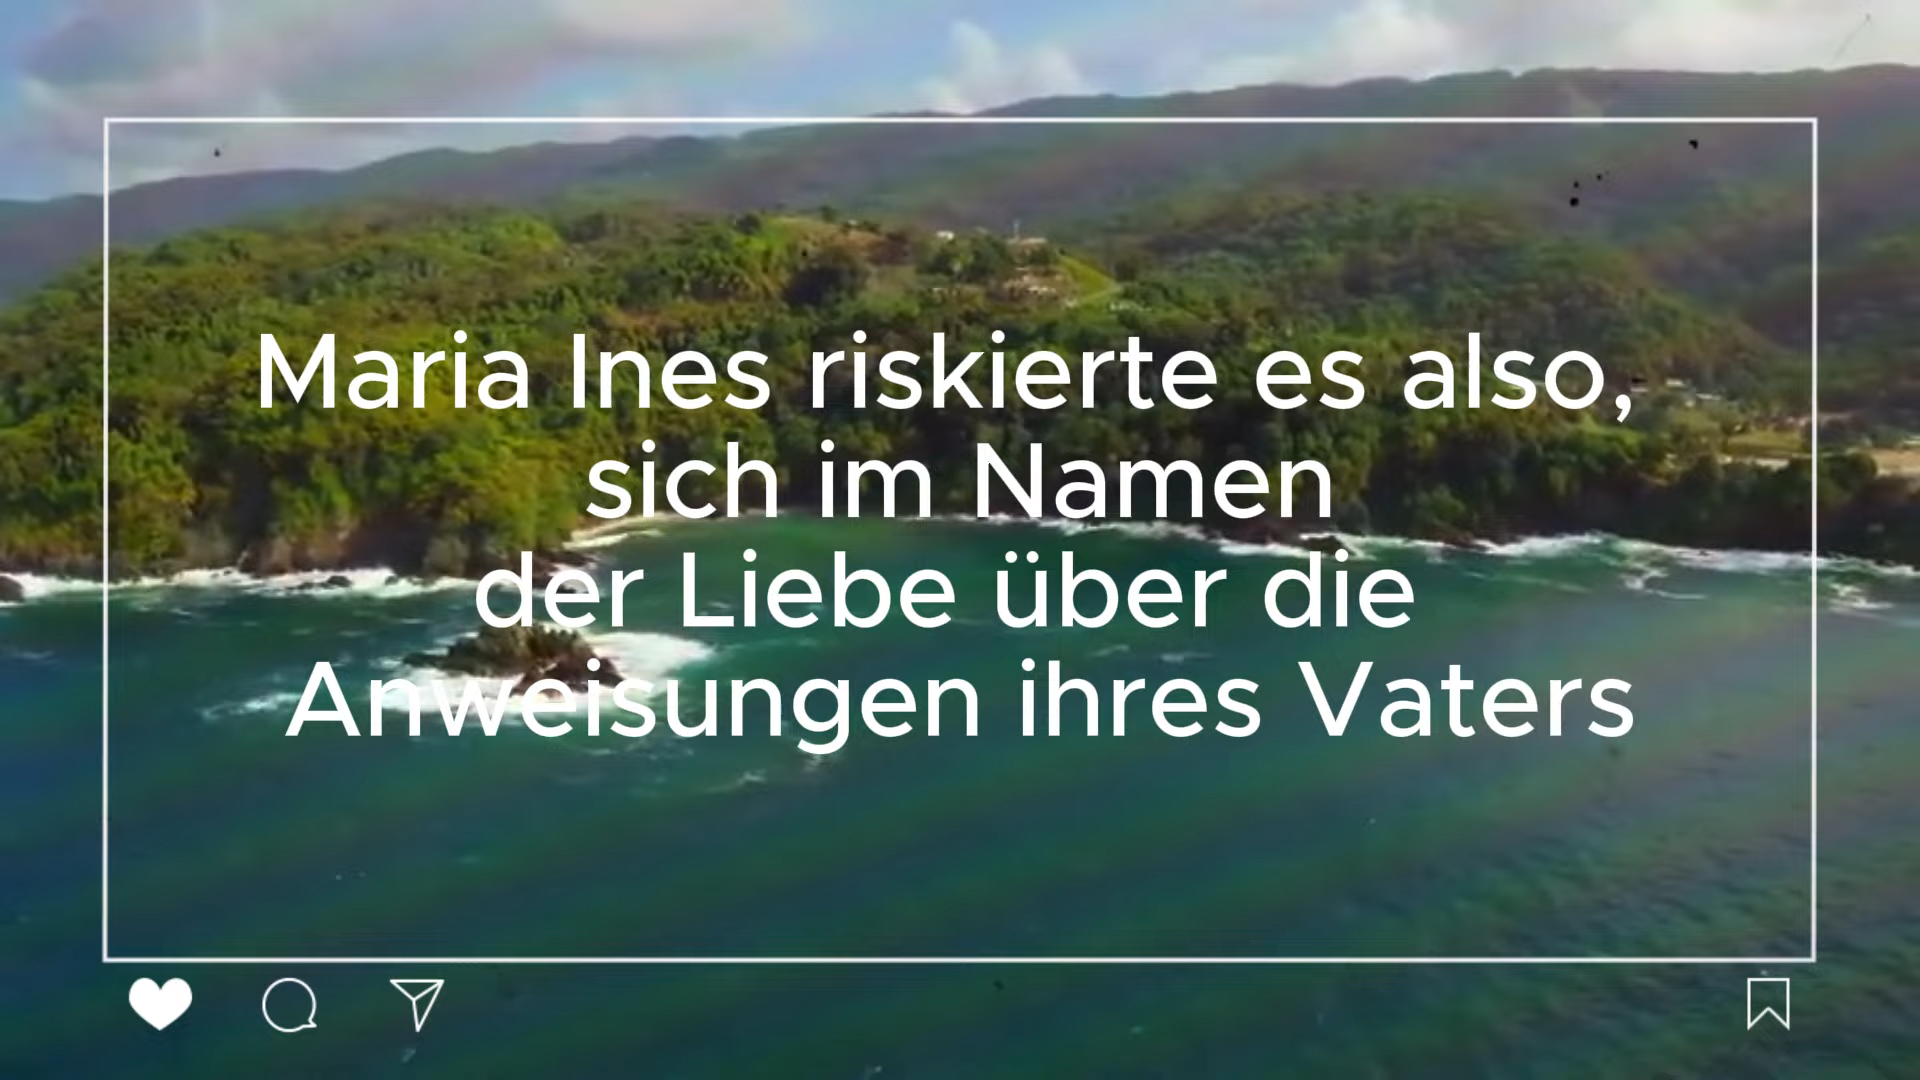 Maria Ines riskierte es also,
sich im Namen
der Liebe über die
Anweisungen ihres Vaters